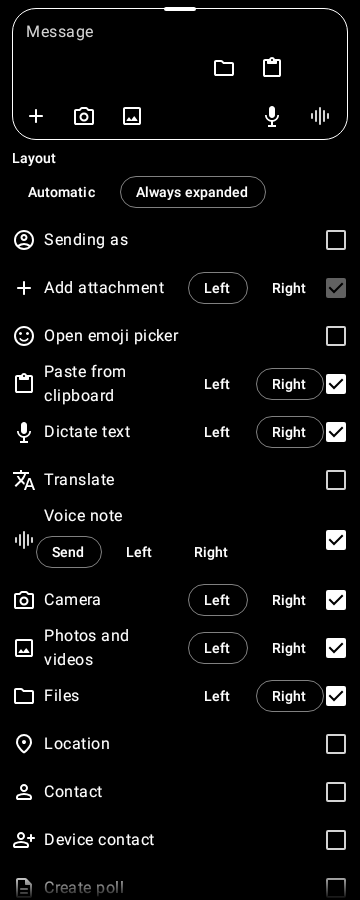 Message
Layout
Automatic Always expanded
Sending as
Add attachment Left Right
Open emoji picker
Paste from
clipboard Left Right
Dictate text Left Right
Translate
Voice note
Send Left Right
Camera Left Right
Photos and
videos Left Right
Files Left Right
Location
Contact
Device contact
Create poll